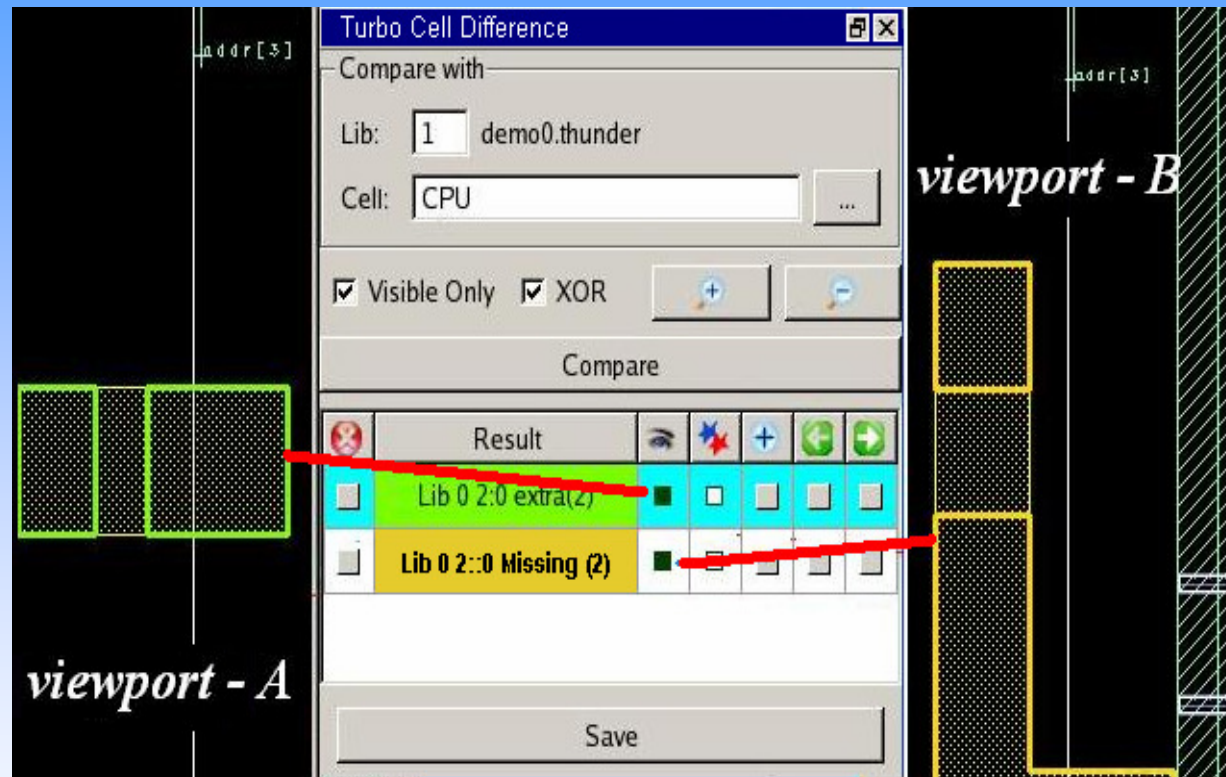 addr[3]
viewport - A
Turbo Cell Difference
Compare with
Lib: 1 demo0.thunder
Cell: CPU ...
Visible Only XOR
Compare
Result
Lib 0 2:0 extra(2)
Lib 0 2::0 Missing (2)
Save
addr[3]
viewport - B